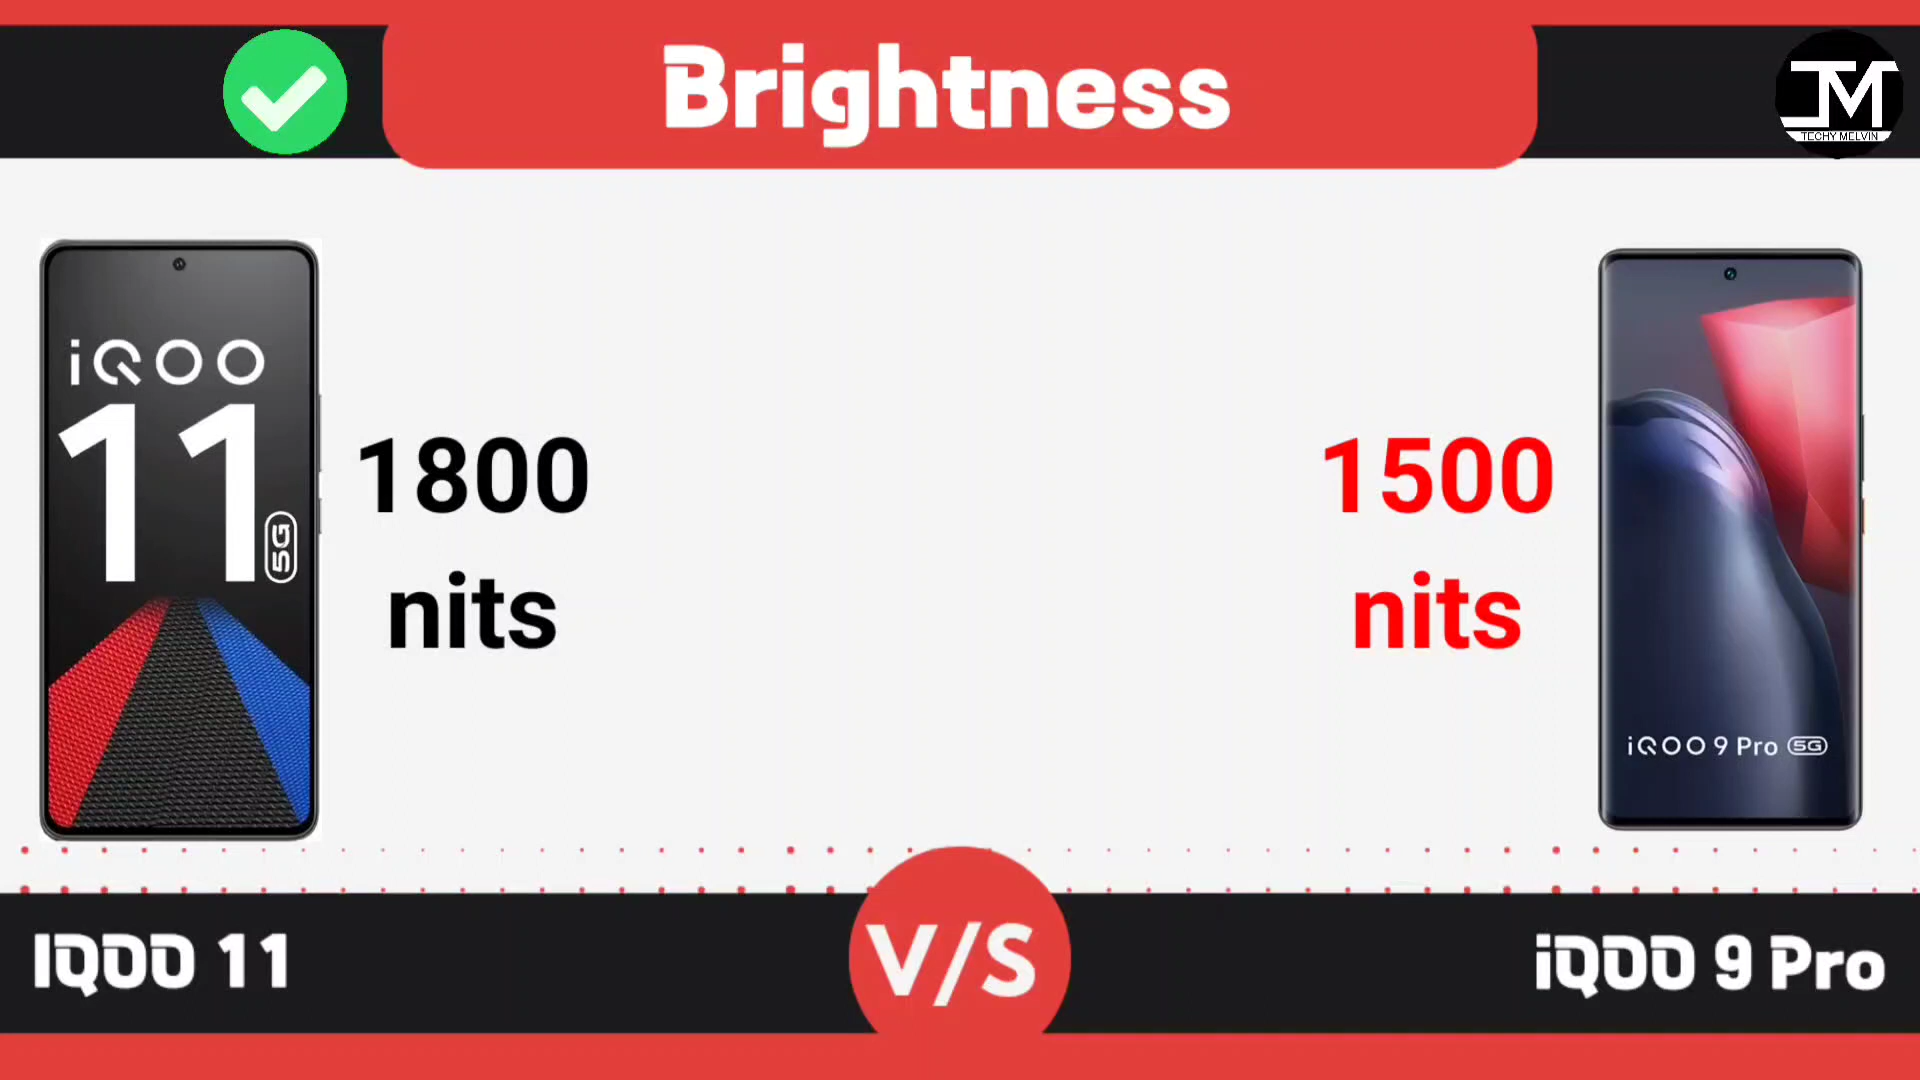 Brightness
JM
TECHY MELVIN
iQOO
11
5G
1800
nits
1500
nits
iQOO 9 Pro 5G
IQOO 11
V/S
iQOO 9 Pro